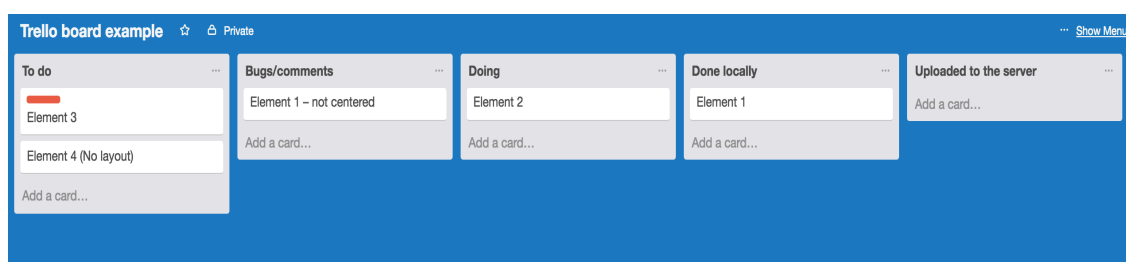 Trello board example
Private
··· Show Menu
To do ···
Element 3
Element 4 (No layout)
Add a card…
Bugs/comments ···
Element 1 – not centered
Add a card…
Doing ···
Element 2
Add a card…
Done locally ···
Element 1
Add a card…
Uploaded to the server ···
Add a card…